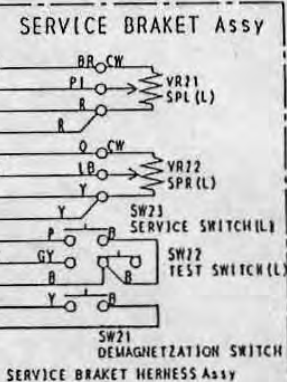 SERVICE BRAKET Assy
BR CW
PI VR21
R SPL(L)
R
O CW
LB VR22
Y SPR(L)
Y SW23
SERVICE SWITCH(L)
P B
GY SW22
B B TEST SWITCH(L)
Y B
SW21
DEMAGNETZATION SWITCH
SERVICE BRAKET HERNESS Assy